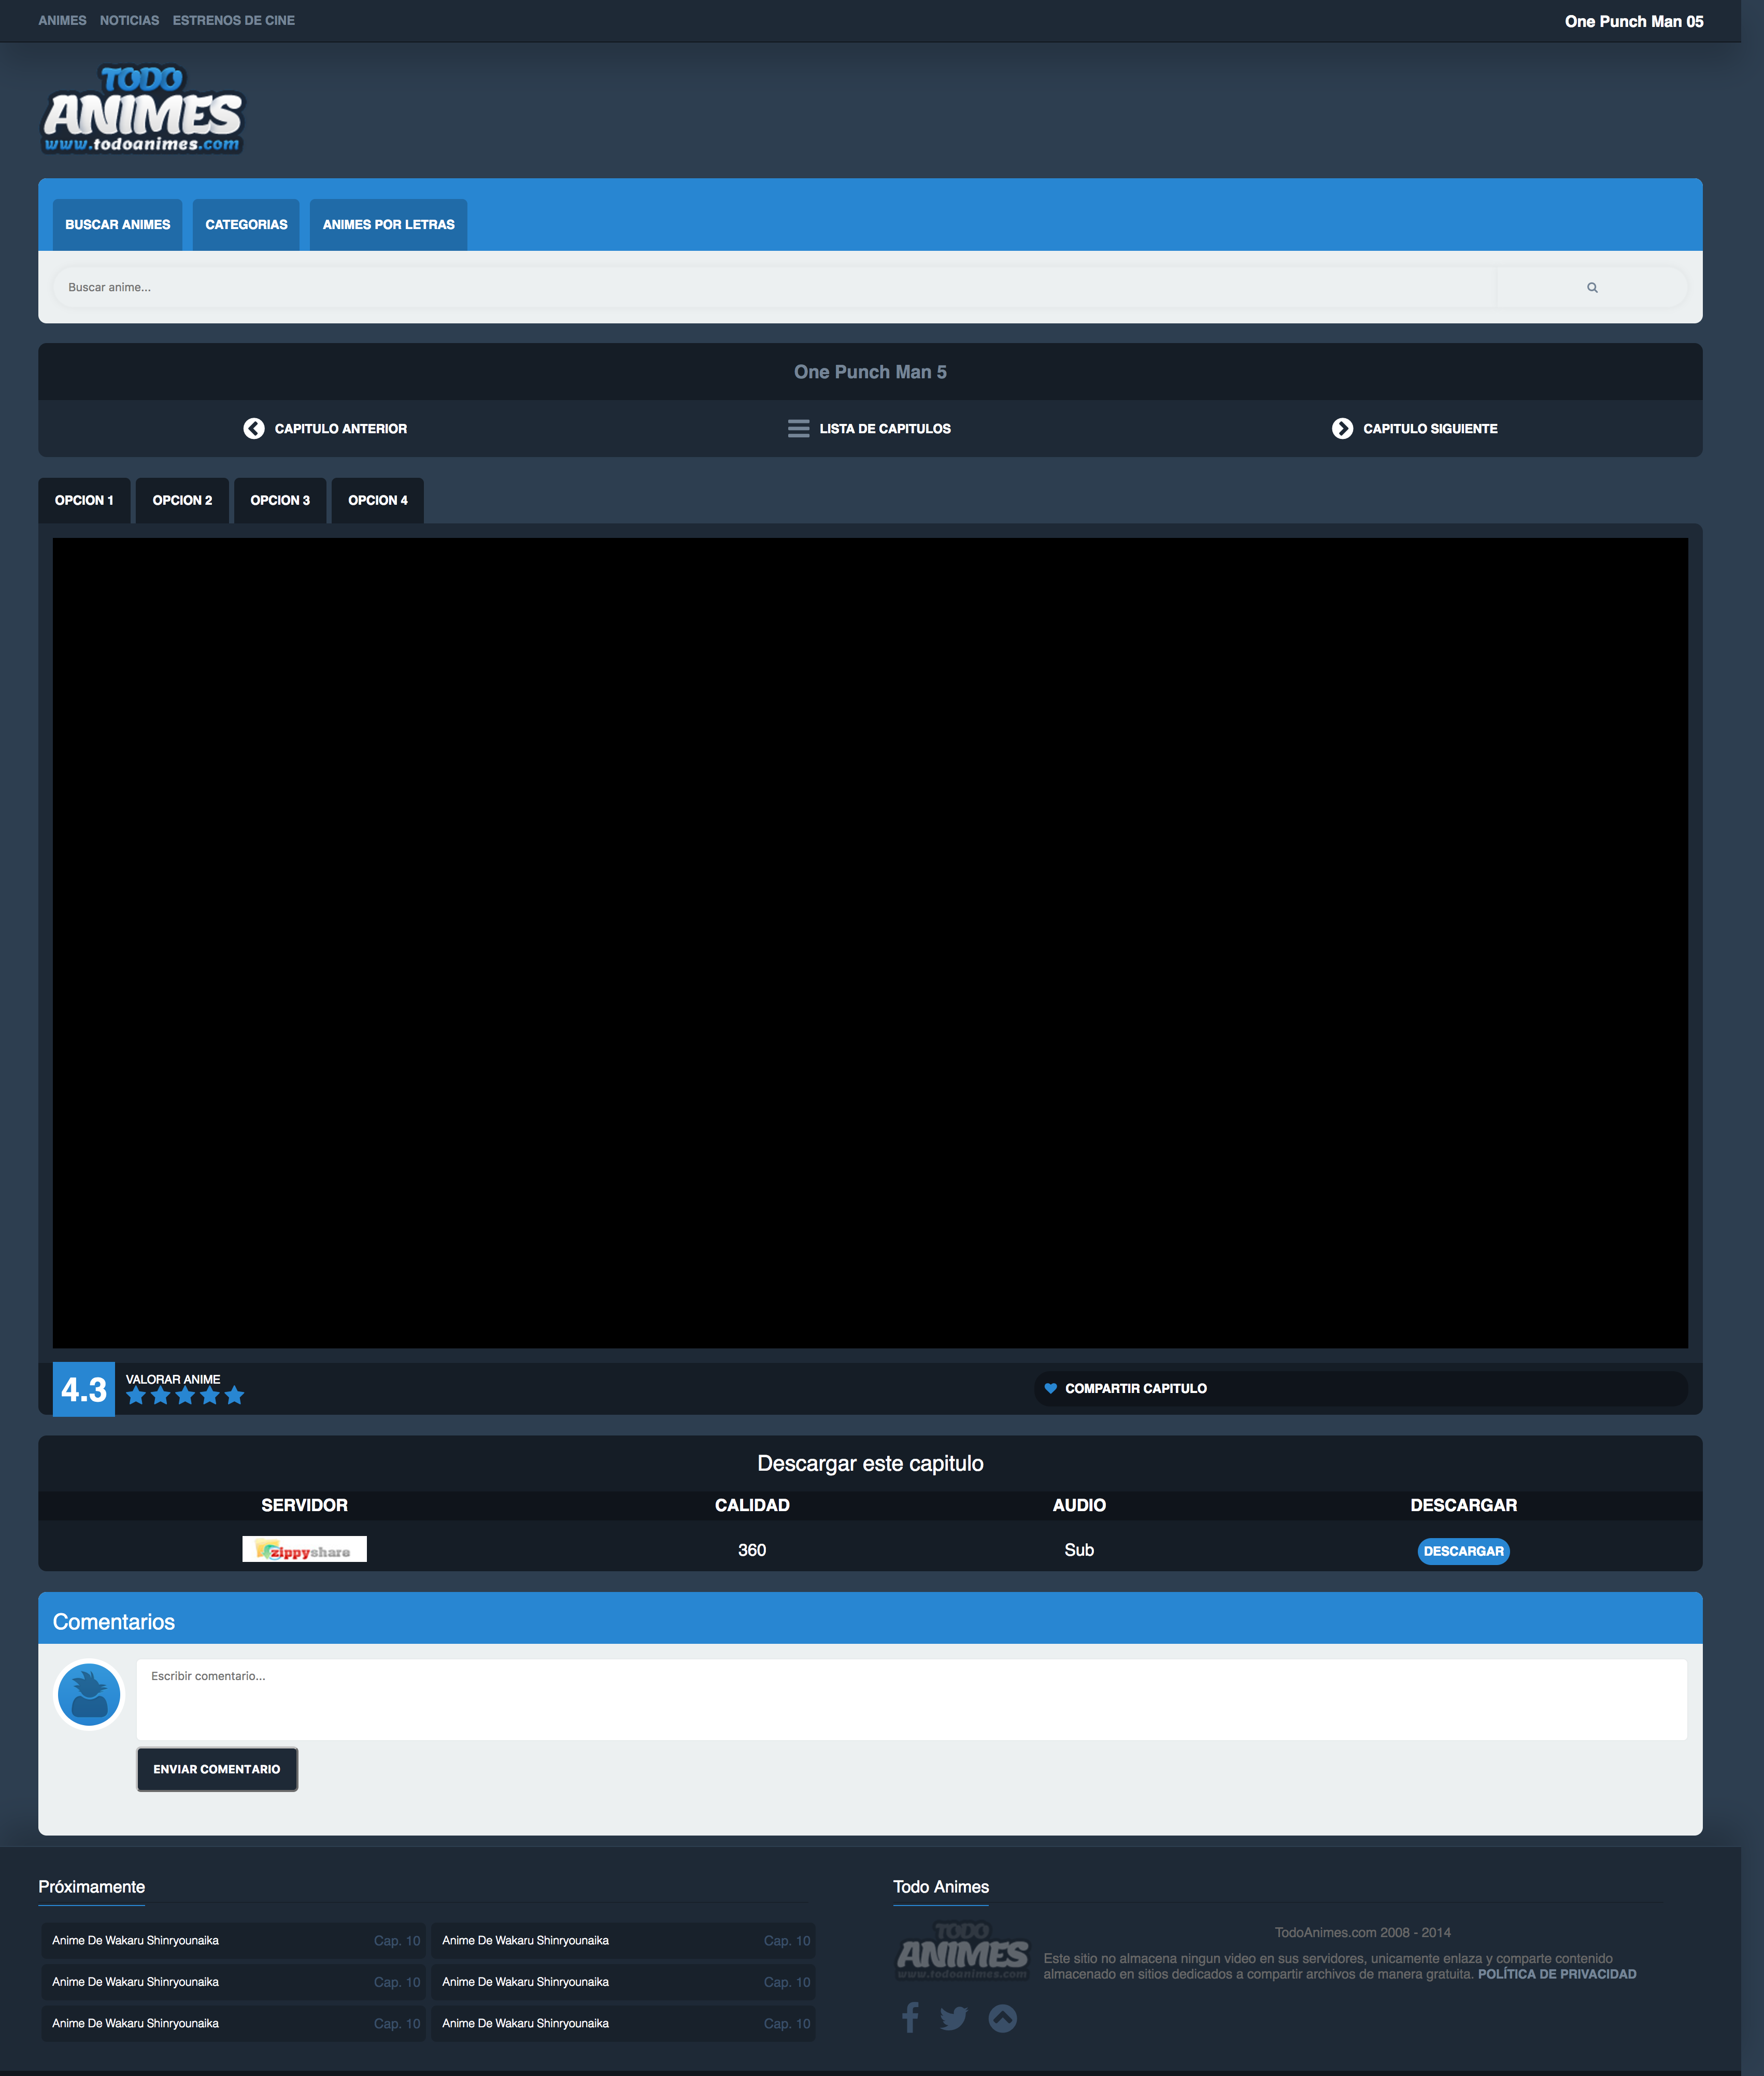 ANIMES NOTICIAS ESTRENOS DE CINE
One Punch Man 05
TODO
ANIMES
www.todoanimes.com
BUSCAR ANIMES CATEGORIAS ANIMES POR LETRAS
Buscar anime...
One Punch Man 5
CAPITULO ANTERIOR LISTA DE CAPITULOS CAPITULO SIGUIENTE
OPCION 1 OPCION 2 OPCION 3 OPCION 4
4.3
VALORAR ANIME
COMPARTIR CAPITULO
Descargar este capitulo
SERVIDOR CALIDAD AUDIO DESCARGAR
zippyshare 360 Sub DESCARGAR
Comentarios
Escribir comentario...
ENVIAR COMENTARIO
Próximamente
Anime De Wakaru Shinryounaika Cap. 10 Anime De Wakaru Shinryounaika Cap. 10
Anime De Wakaru Shinryounaika Cap. 10 Anime De Wakaru Shinryounaika Cap. 10
Anime De Wakaru Shinryounaika Cap. 10 Anime De Wakaru Shinryounaika Cap. 10
Todo Animes
TODO
ANIMES
www.todoanimes.com
TodoAnimes.com 2008 - 2014
Este sitio no almacena ningun video en sus servidores, unicamente enlaza y comparte contenido
almacenado en sitios dedicados a compartir archivos de manera gratuita. POLÍTICA DE PRIVACIDAD